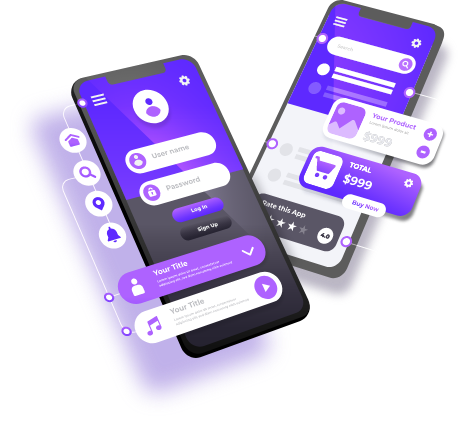 User name
Password
Log In
Sign Up
Your Title
Your Title
Search
Your Product
$999
TOTAL
$999
Buy Now
Rate this App
4.0